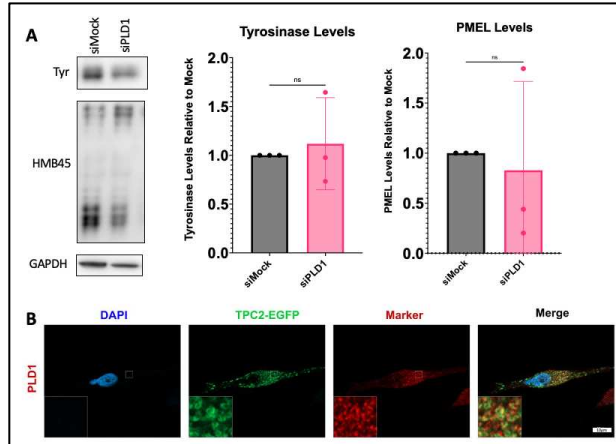 A
siMock
siPLD1
Tyr
HMB45
GAPDH
Tyrosinase Levels
Tyrosinase Levels Relative to Mock
2.0
1.5
1.0
0.5
0.0
ns
siMock
siPLD1
PMEL Levels
PMEL Levels Relative to Mock
2.0
1.5
1.0
0.5
0.0
ns
siMock
siPLD1
B
DAPI
TPC2-EGFP
Marker
Merge
PLD1